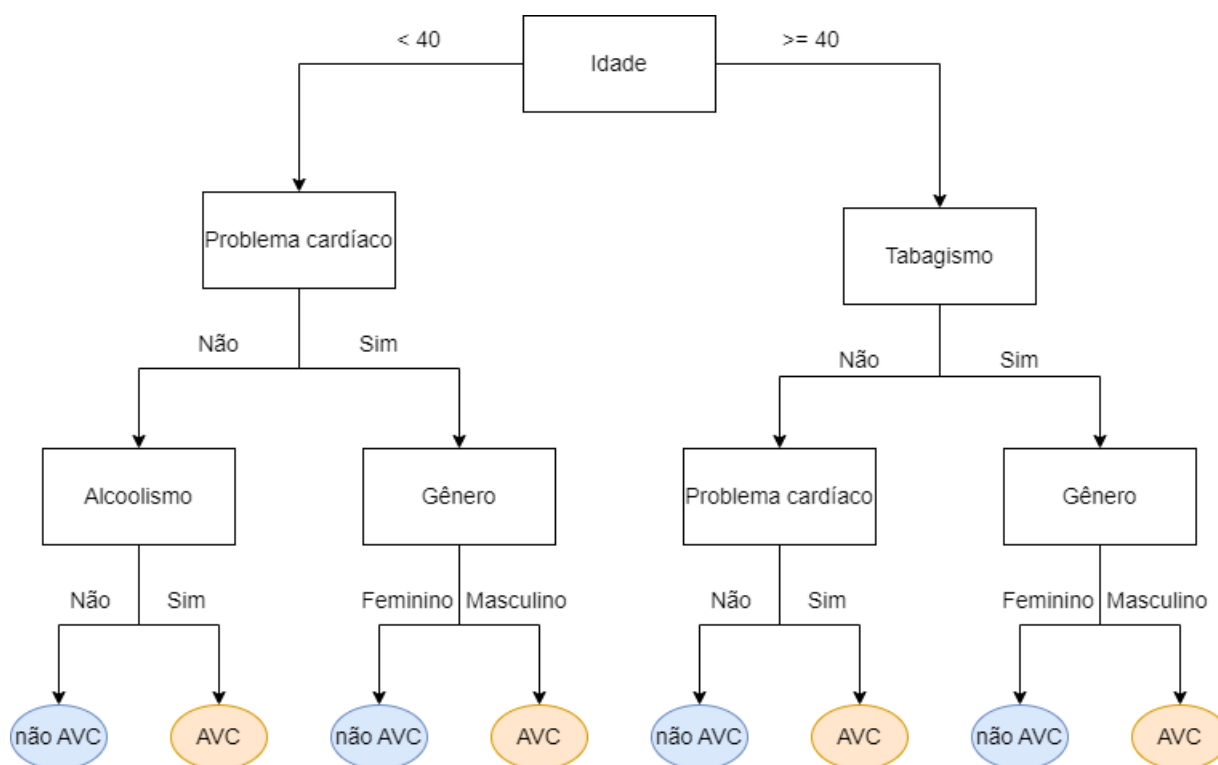 < 40
Idade
>= 40
Problema cardíaco
Tabagismo
Não
Sim
Não
Sim
Alcoolismo
Gênero
Problema cardíaco
Gênero
Não
Sim
Feminino
Masculino
Não
Sim
Feminino
Masculino
não AVC
AVC
não AVC
AVC
não AVC
AVC
não AVC
AVC